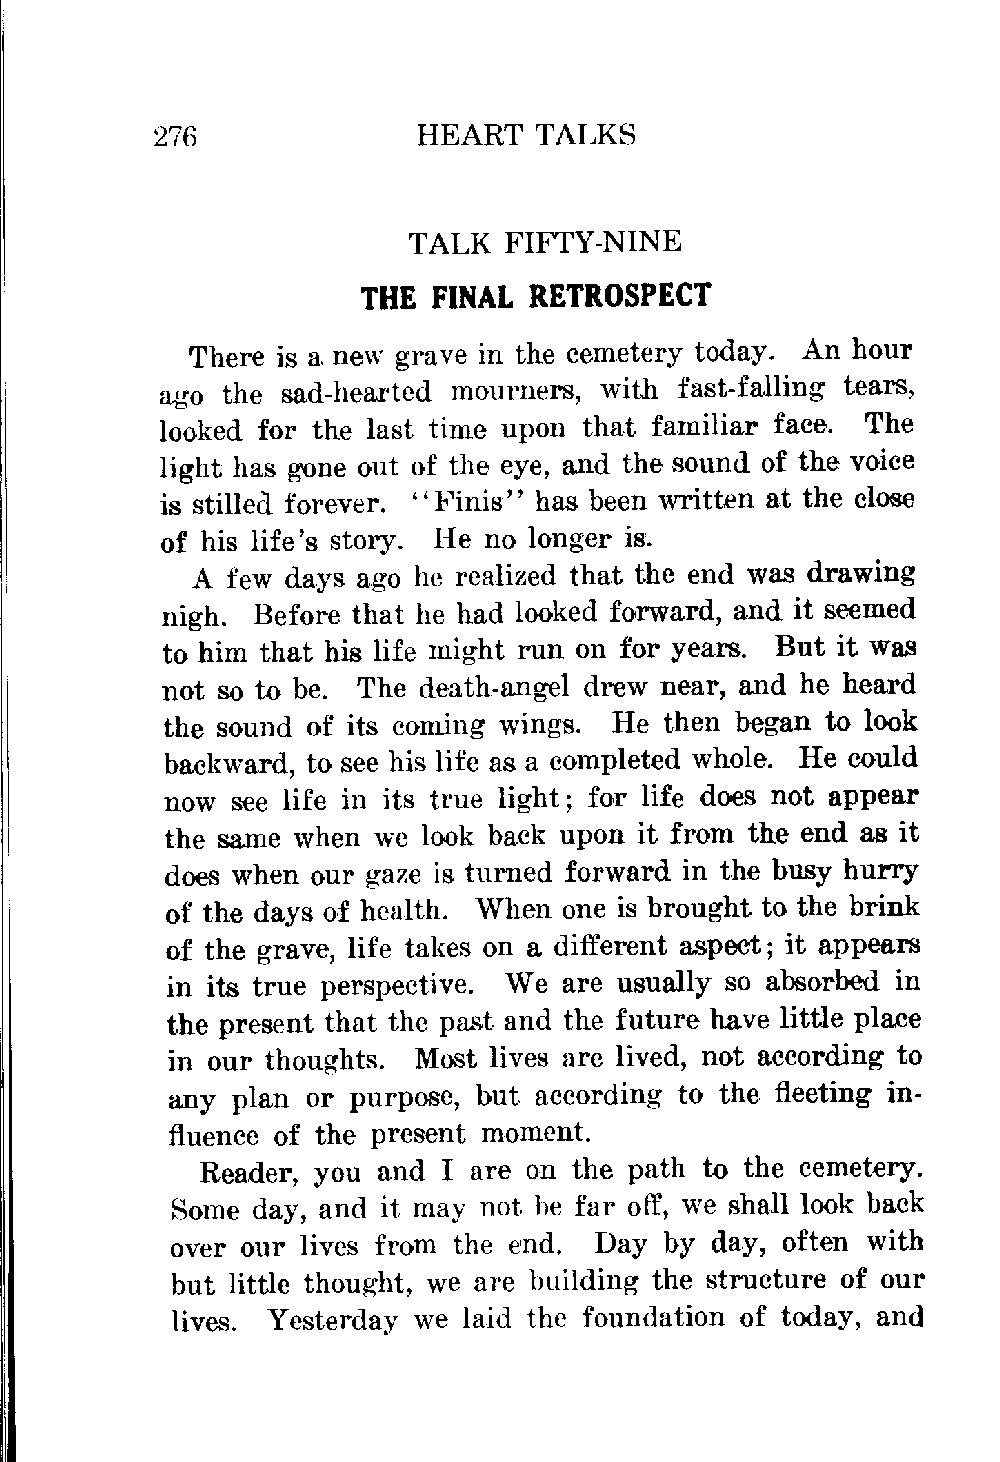 276 HEART TALKS
TALK FIFTY-NINE
THE FINAL RETROSPECT
There is a new grave in the cemetery today. An hour
ago the sad-hearted mourners, with fast-falling tears,
looked for the last time upon that familiar face. The
light has gone out of the eye, and the sound of the voice
is stilled forever. "Finis" has been written at the close
of his life's story. He no longer is.
A few days ago he realized that the end was drawing
nigh. Before that he had looked forward, and it seemed
to him that his life might run on for years. But it was
not so to be. The death-angel drew near, and he heard
the sound of its coming wings. He then began to look
backward, to see his life as a completed whole. He could
now see life in its true light; for life does not appear
the same when we look back upon it from the end as it
does when our gaze is turned forward in the busy hurry
of the days of health. When one is brought to the brink
of the grave, life takes on a different aspect; it appears
in its true perspective. We are usually so absorbed in
the present that the past and the future have little place
in our thoughts. Most lives are lived, not according to
any plan or purpose, but according to the fleeting in-
fluence of the present moment.
Reader, you and I are on the path to the cemetery.
Some day, and it may not be far off, we shall look back
over our lives from the end. Day by day, often with
but little thought, we are building the structure of our
lives. Yesterday we laid the foundation of today, and